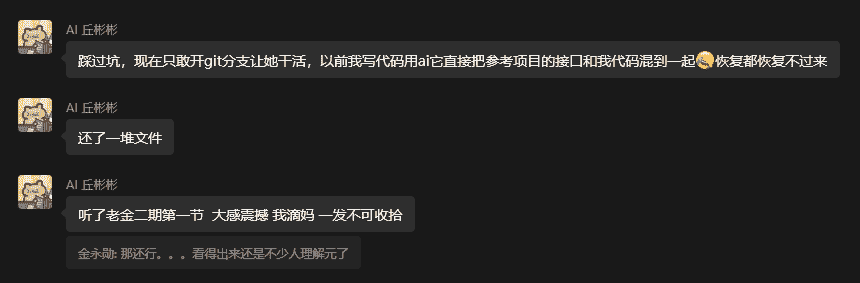 AI 丘彬彬
踩过坑，现在只敢开git分支让她干活，以前我写代码用ai它直接把参考项目的接口和我代码混到一起恢复都恢复不过来
AI 丘彬彬
还了一堆文件
AI 丘彬彬
听了老金二期第一节 大感震撼 我滴妈 一发不可收拾
金永勋: 那还行。。。看得出来还是不少人理解元了